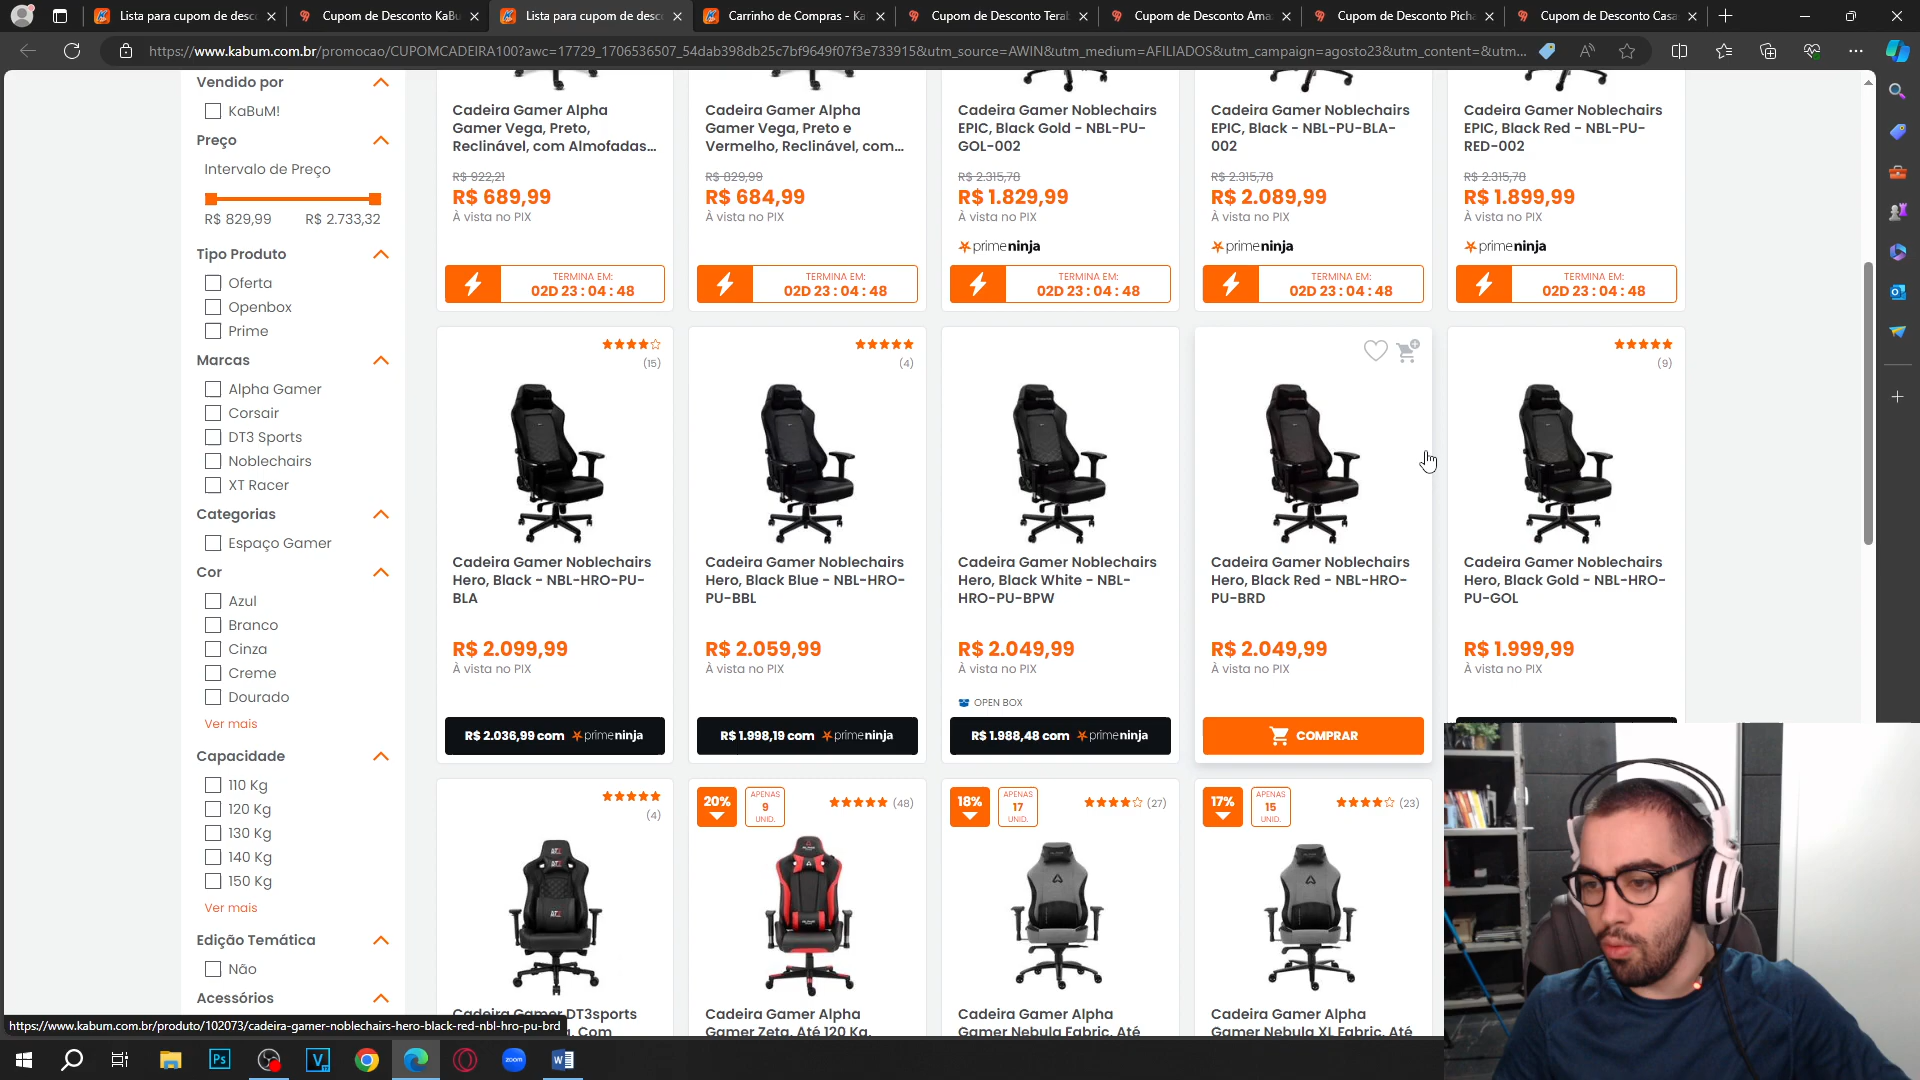 Lista para cupom de desc
Cupom de Desconto KaBu
Lista para cupom de desc
Carrinho de Compras - Ka
Cupom de Desconto Terab
Cupom de Desconto Ama
Cupom de Desconto Picha
Cupom de Desconto Casa
https://www.kabum.com.br/promocao/CUPOMCADEIRA100?awc=17729_1706536507_54dab398db25c7bf9649f07f3e733915&utm_source=AWIN&utm_medium=AFILIADOS&utm_campaign=agosto23&utm_content=&utm...
Vendido por
KaBuM!
Preço
Intervalo de Preço
R$ 829,99 R$ 2.733,32
Tipo Produto
Oferta
Openbox
Prime
Marcas
Alpha Gamer
Corsair
DT3 Sports
Noblechairs
XT Racer
Categorias
Espaço Gamer
Cor
Azul
Branco
Cinza
Creme
Dourado
Ver mais
Capacidade
110 Kg
120 Kg
130 Kg
140 Kg
150 Kg
Ver mais
Edição Temática
Não
Acessórios
Cadeira Gamer Alpha
Gamer Vega, Preto,
Reclinável, com Almofadas...
R$ 922,21
R$ 689,99
À vista no PIX
TERMINA EM:
02D 23 : 04 : 48
Cadeira Gamer Alpha
Gamer Vega, Preto e
Vermelho, Reclinável, com...
R$ 829,99
R$ 684,99
À vista no PIX
TERMINA EM:
02D 23 : 04 : 48
Cadeira Gamer Noblechairs
EPIC, Black Gold - NBL-PU-
GOL-002
R$ 2.315,78
R$ 1.829,99
À vista no PIX
primeninja
TERMINA EM:
02D 23 : 04 : 48
Cadeira Gamer Noblechairs
EPIC, Black - NBL-PU-BLA-
002
R$ 2.315,78
R$ 2.089,99
À vista no PIX
primeninja
TERMINA EM:
02D 23 : 04 : 48
Cadeira Gamer Noblechairs
EPIC, Black Red - NBL-PU-
RED-002
R$ 2.315,78
R$ 1.899,99
À vista no PIX
primeninja
TERMINA EM:
02D 23 : 04 : 48
(15)
Cadeira Gamer Noblechairs
Hero, Black - NBL-HRO-PU-
BLA
R$ 2.099,99
À vista no PIX
R$ 2.036,99 com primeninja
(4)
Cadeira Gamer Noblechairs
Hero, Black Blue - NBL-HRO-
PU-BBL
R$ 2.059,99
À vista no PIX
R$ 1.998,19 com primeninja
Cadeira Gamer Noblechairs
Hero, Black White - NBL-
HRO-PU-BPW
R$ 2.049,99
À vista no PIX
OPEN BOX
R$ 1.988,48 com primeninja
Cadeira Gamer Noblechairs
Hero, Black Red - NBL-HRO-
PU-BRD
R$ 2.049,99
À vista no PIX
COMPRAR
(9)
Cadeira Gamer Noblechairs
Hero, Black Gold - NBL-HRO-
PU-GOL
R$ 1.999,99
À vista no PIX
(4)
Cadeira Gamer DT3sports
, Com
20%
APENAS
9
UNID.
(48)
Cadeira Gamer Alpha
Gamer Zeta, Até 120 Kg,
18%
APENAS
17
UNID.
(27)
Cadeira Gamer Alpha
Gamer Nebula Fabric, Até
17%
APENAS
15
UNID.
(23)
Cadeira Gamer Alpha
Gamer Nebula XL Fabric, Até
https://www.kabum.com.br/produto/102073/cadeira-gamer-noblechairs-hero-black-red-nbl-hro-pu-brd
Ps
V
zoom
W